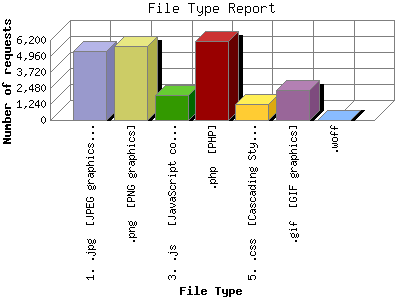 File Type Report
Number of requests
6,200
4,960
3,720
2,480
1,240
0
1. .jpg [JPEG graphics...
.png [PNG graphics]
3. .js [JavaScript co...
.php [PHP]
5. .css [Cascading Sty...
.gif [GIF graphics]
.woff
File Type